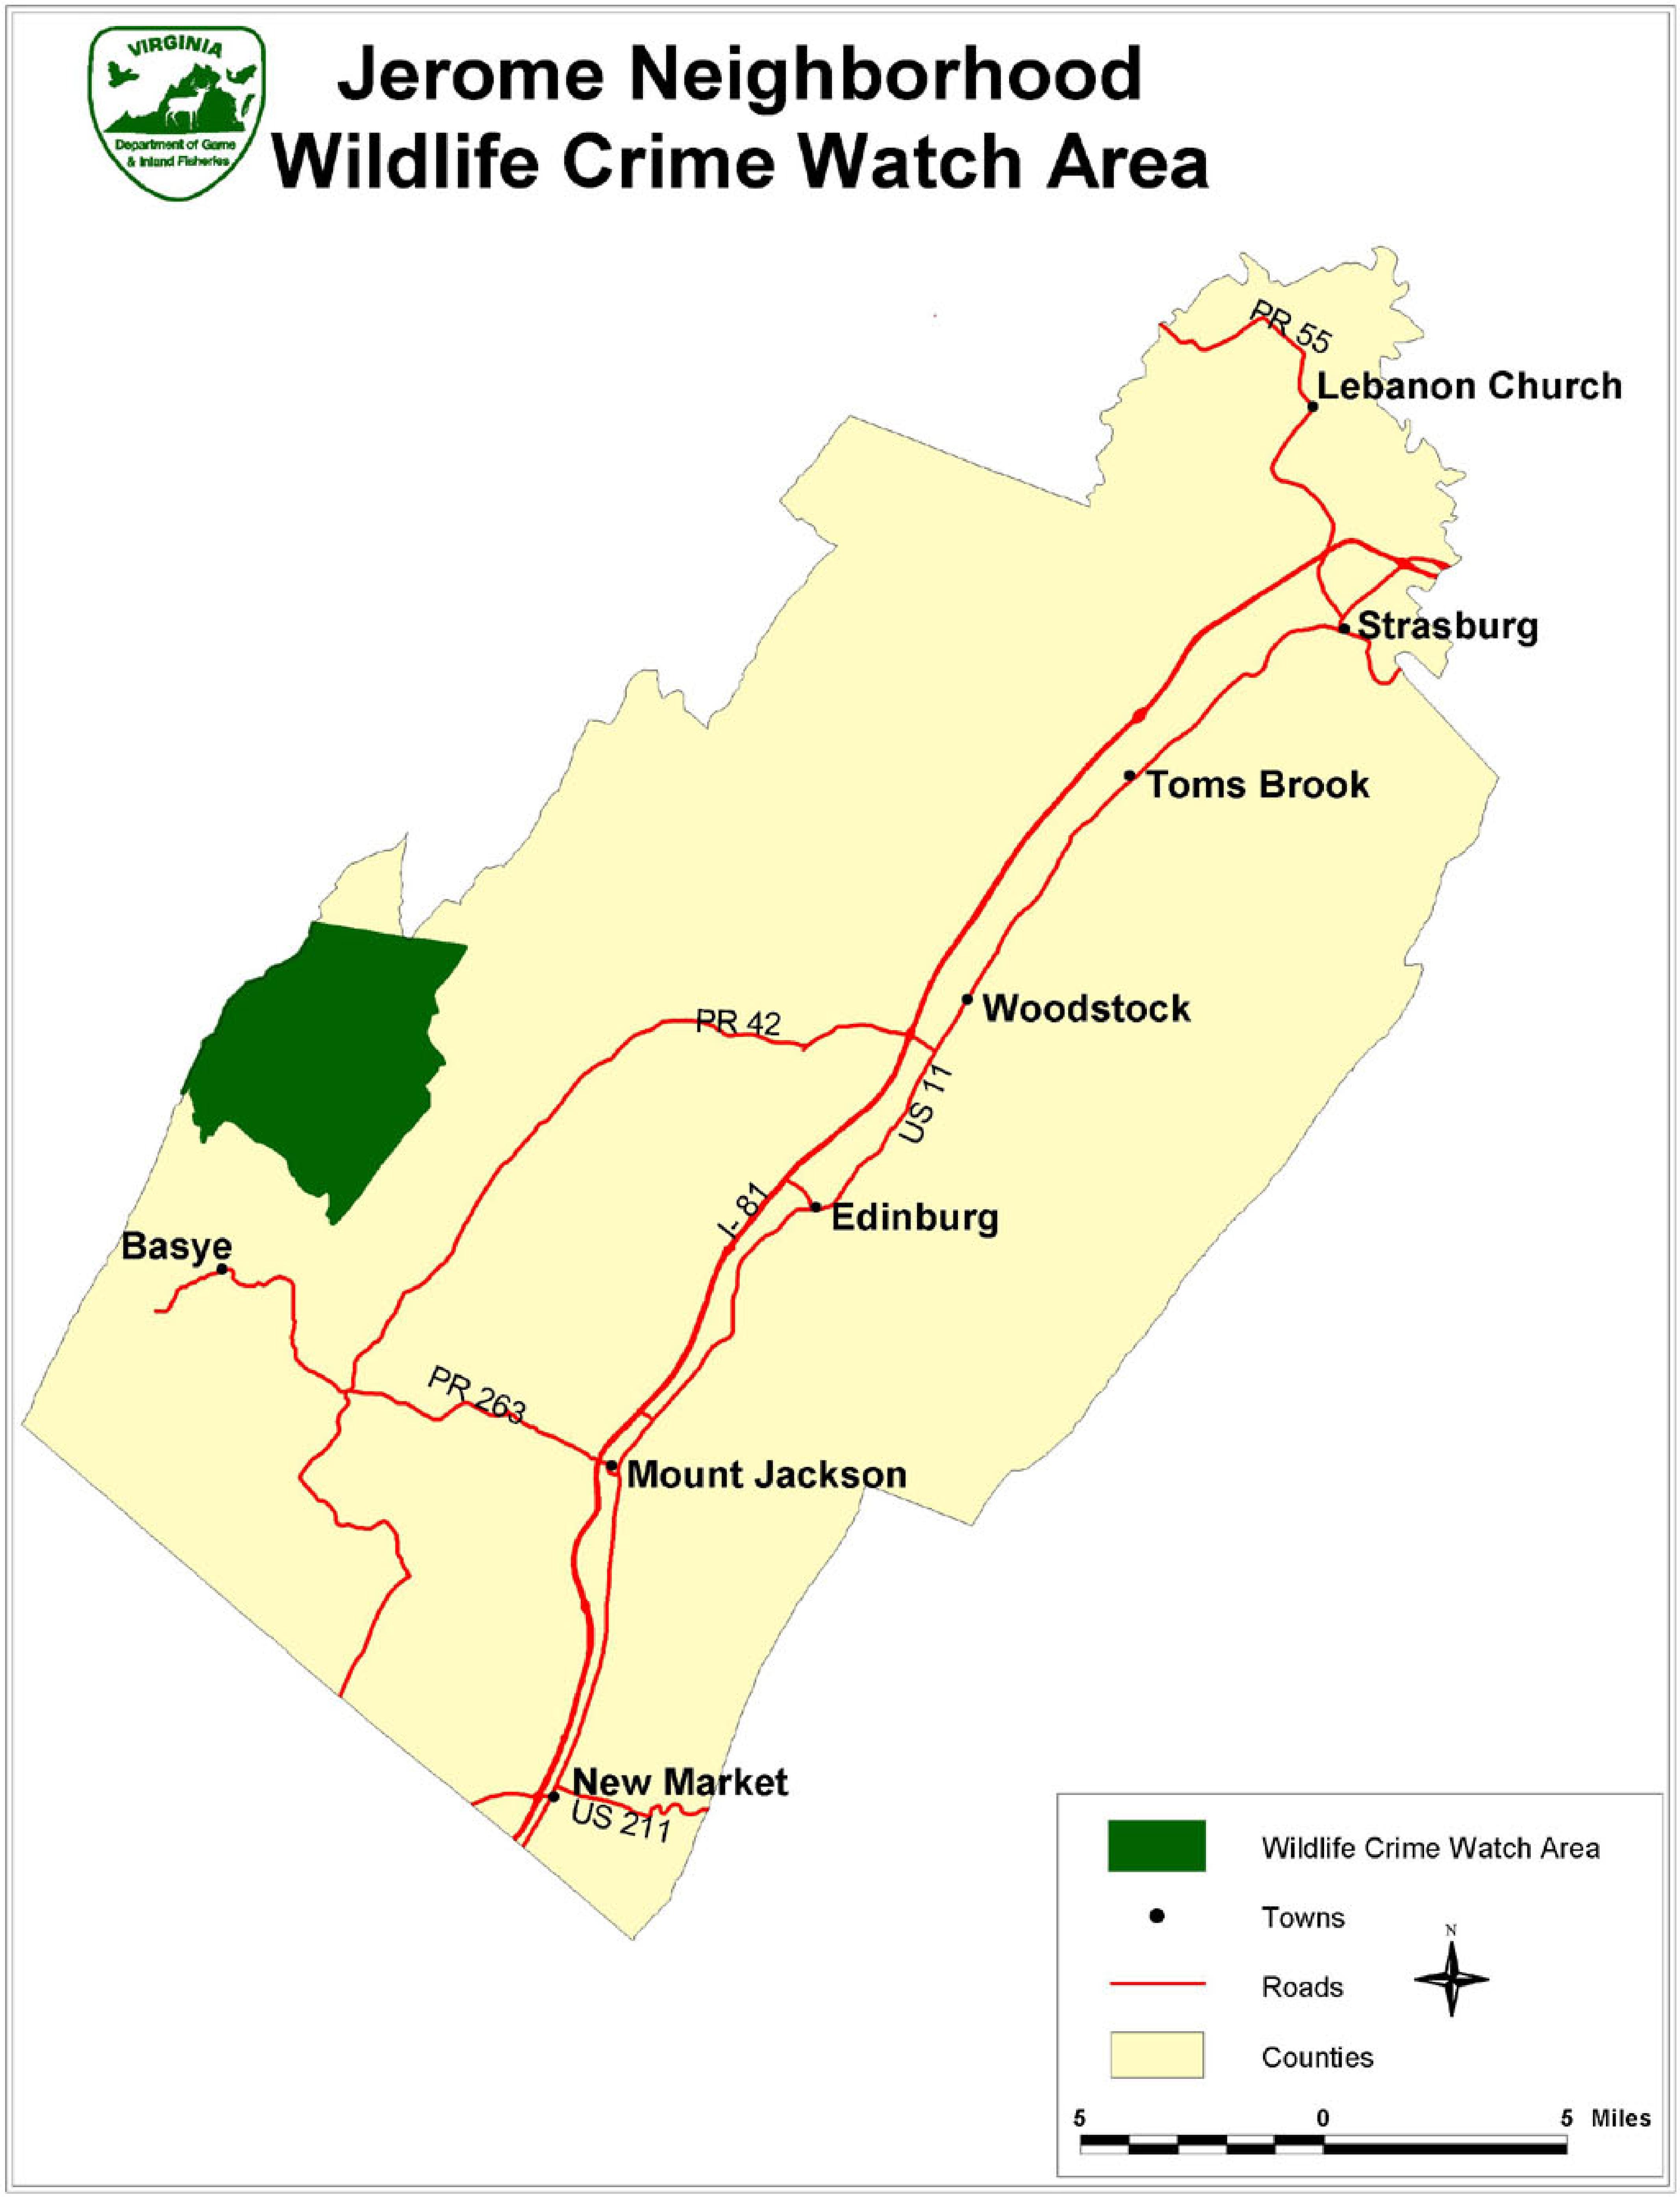 VIRGINIA
Department of Game
& Inland Fisheries
Jerome Neighborhood
Wildlife Crime Watch Area
PR 55
Lebanon Church
Strasburg
Toms Brook
Woodstock
PR 42
US 11
I- 81
Edinburg
Basye
PR 263
Mount Jackson
New Market
US 211
Wildlife Crime Watch Area
Towns
N
Roads
Counties
5 0 5 Miles